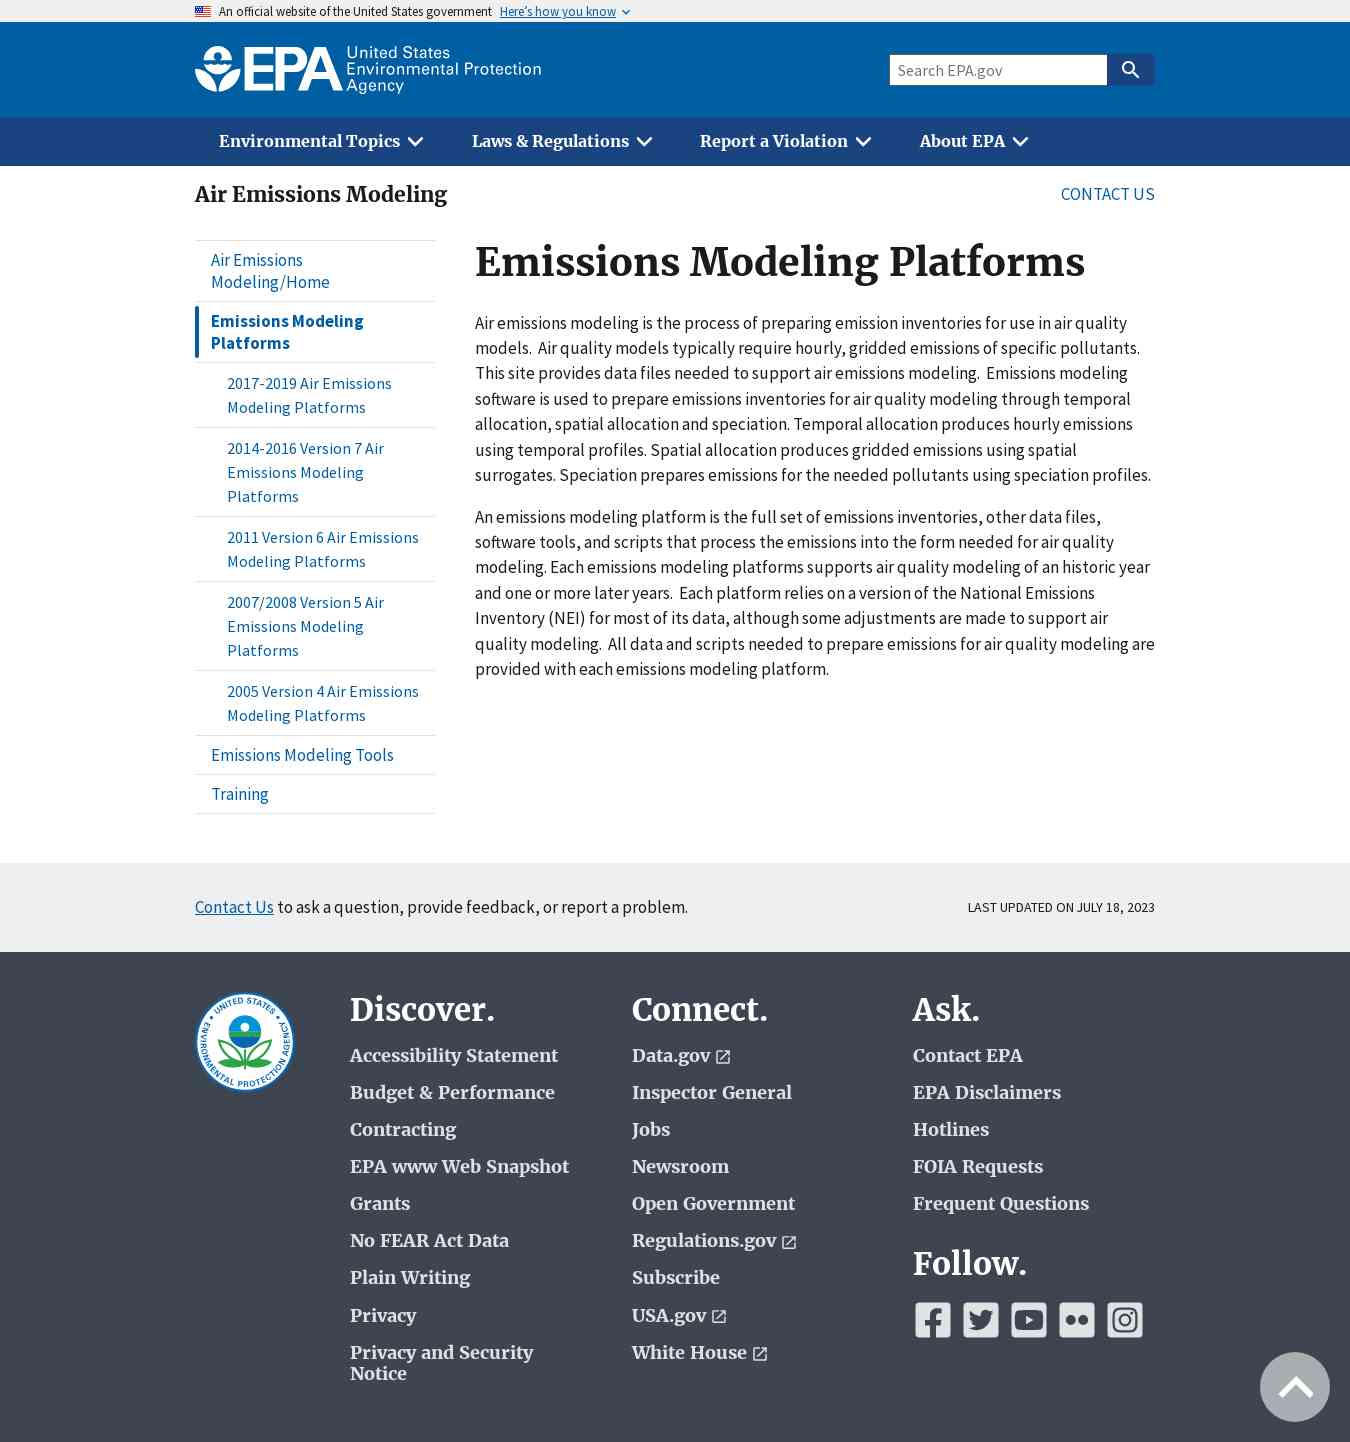 An official website of the United States government Here’s how you know
EPA United States
Environmental Protection
Agency
Search EPA.gov
Environmental Topics
Laws & Regulations
Report a Violation
About EPA
Air Emissions Modeling
CONTACT US
Air Emissions
Modeling/Home
Emissions Modeling
Platforms
2017-2019 Air Emissions
Modeling Platforms
2014-2016 Version 7 Air
Emissions Modeling
Platforms
2011 Version 6 Air Emissions
Modeling Platforms
2007/2008 Version 5 Air
Emissions Modeling
Platforms
2005 Version 4 Air Emissions
Modeling Platforms
Emissions Modeling Tools
Training
Emissions Modeling Platforms
Air emissions modeling is the process of preparing emission inventories for use in air quality
models.  Air quality models typically require hourly, gridded emissions of specific pollutants.
This site provides data files needed to support air emissions modeling.  Emissions modeling
software is used to prepare emissions inventories for air quality modeling through temporal
allocation, spatial allocation and speciation. Temporal allocation produces hourly emissions
using temporal profiles. Spatial allocation produces gridded emissions using spatial
surrogates. Speciation prepares emissions for the needed pollutants using speciation profiles.
An emissions modeling platform is the full set of emissions inventories, other data files,
software tools, and scripts that process the emissions into the form needed for air quality
modeling. Each emissions modeling platforms supports air quality modeling of an historic year
and one or more later years.  Each platform relies on a version of the National Emissions
Inventory (NEI) for most of its data, although some adjustments are made to support air
quality modeling.  All data and scripts needed to prepare emissions for air quality modeling are
provided with each emissions modeling platform.
Contact Us to ask a question, provide feedback, or report a problem.
LAST UPDATED ON JULY 18, 2023
UNITED STATES
ENVIRONMENTAL PROTECTION AGENCY
Discover.
Accessibility Statement
Budget & Performance
Contracting
EPA www Web Snapshot
Grants
No FEAR Act Data
Plain Writing
Privacy
Privacy and Security
Notice
Connect.
Data.gov
Inspector General
Jobs
Newsroom
Open Government
Regulations.gov
Subscribe
USA.gov
White House
Ask.
Contact EPA
EPA Disclaimers
Hotlines
FOIA Requests
Frequent Questions
Follow.